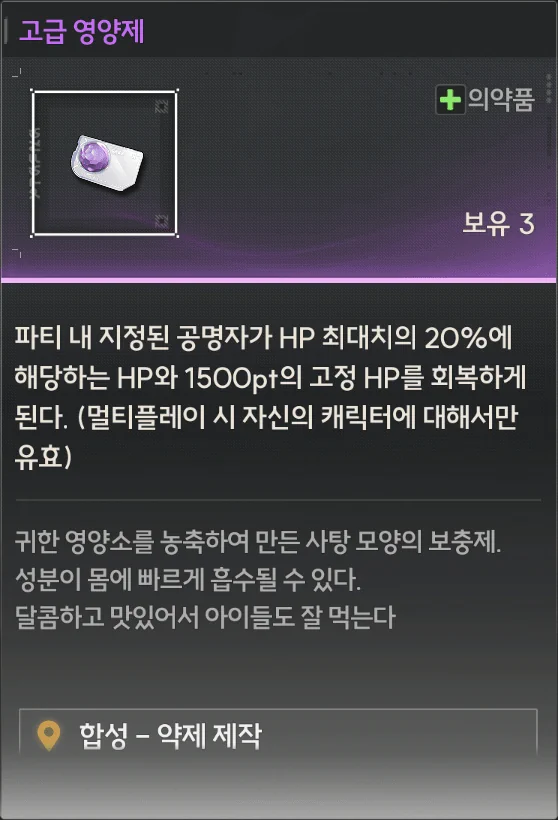 고급 영양제
의약품
보유 3
파티 내 지정된 공명자가 HP 최대치의 20%에
해당하는 HP와 1500pt의 고정 HP를 회복하게
된다. (멀티플레이 시 자신의 캐릭터에 대해서만
유효)
귀한 영양소를 농축하여 만든 사탕 모양의 보충제.
성분이 몸에 빠르게 흡수될 수 있다.
달콤하고 맛있어서 아이들도 잘 먹는다
합성 – 약제 제작